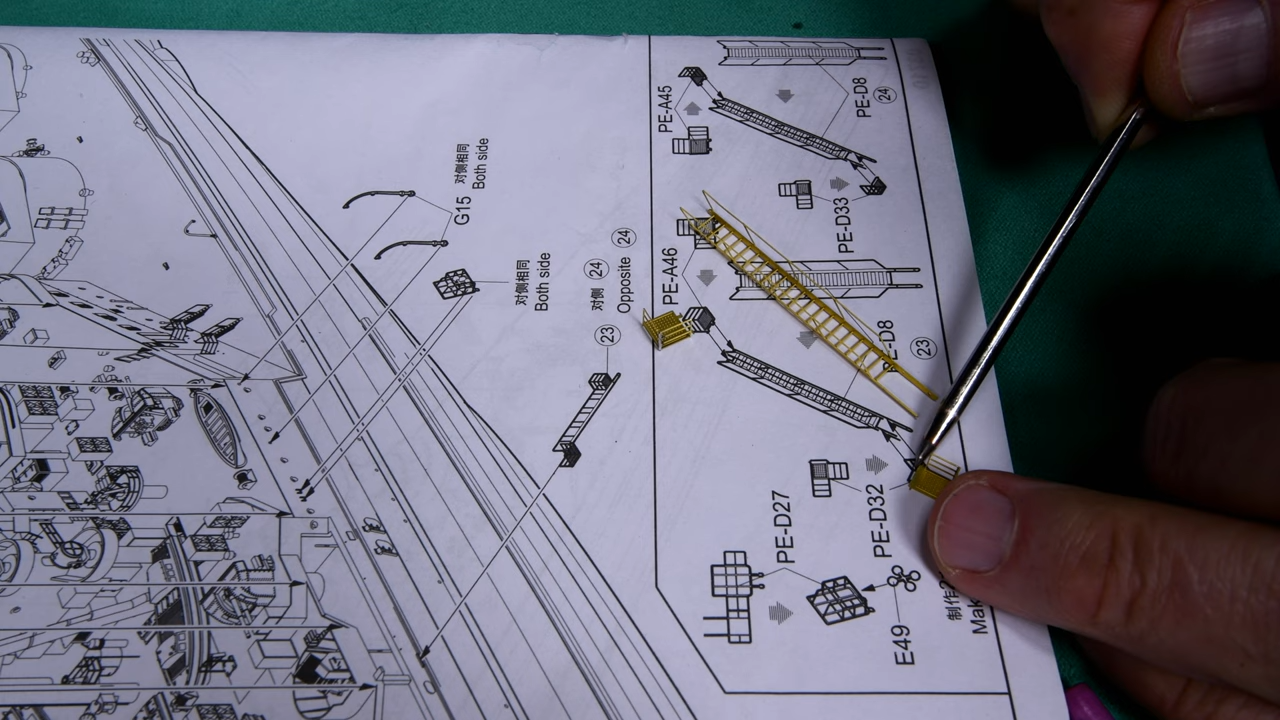 对侧相同
Both side
G15
对侧相同
Both side
对侧 24
Opposite 24
23
PE-A45
PE-D8
24
PE-D33
PE-A46
E-D8
23
PE-D32
PE-D27
E49
制作
Mak